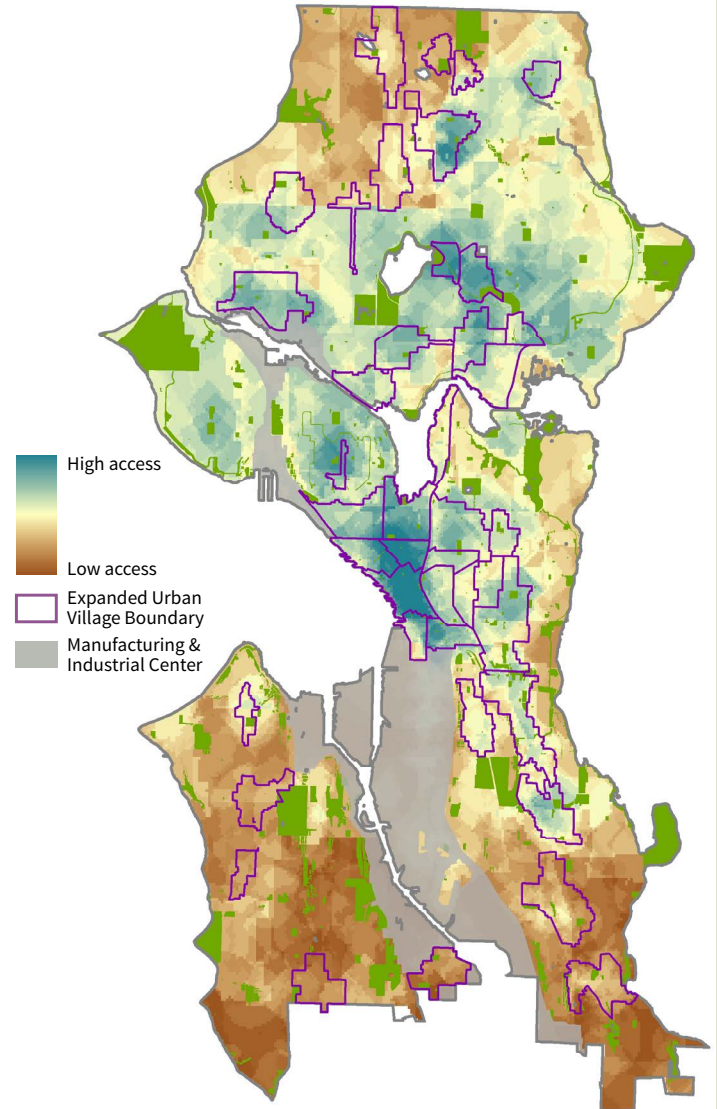 High access
Low access
Expanded Urban
Village Boundary
Manufacturing &
Industrial Center